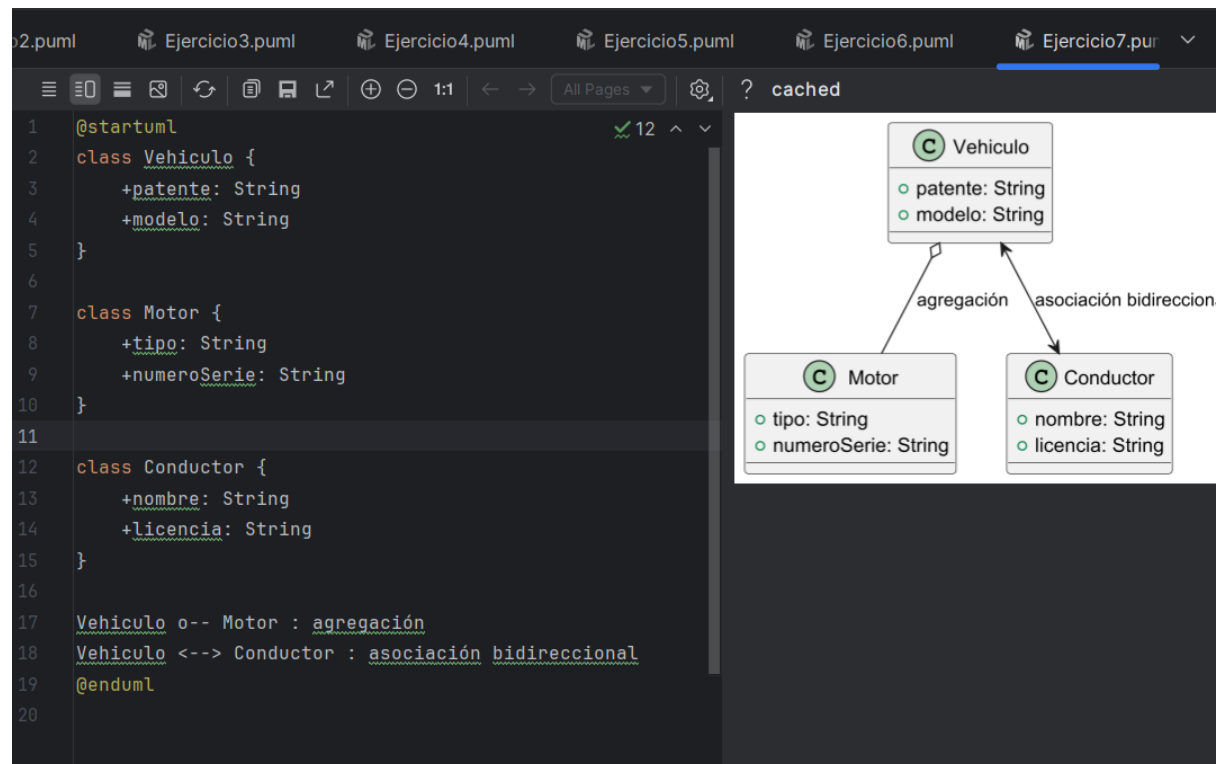 o2.puml Ejercicio3.puml Ejercicio4.puml Ejercicio5.puml Ejercicio6.puml Ejercicio7.pur
1:1 All Pages ? cached
1 @startuml 12
2 class Vehiculo {
3 +patente: String
4 +modelo: String
5 }
6
7 class Motor {
8 +tipo: String
9 +numeroSerie: String
10 }
11
12 class Conductor {
13 +nombre: String
14 +licencia: String
15 }
16
17 Vehiculo o-- Motor : agregación
18 Vehiculo <--> Conductor : asociación bidireccional
19 @enduml
20
C Vehiculo
patente: String
modelo: String
agregación asociación bidirecciona
C Motor
tipo: String
numeroSerie: String
C Conductor
nombre: String
licencia: String